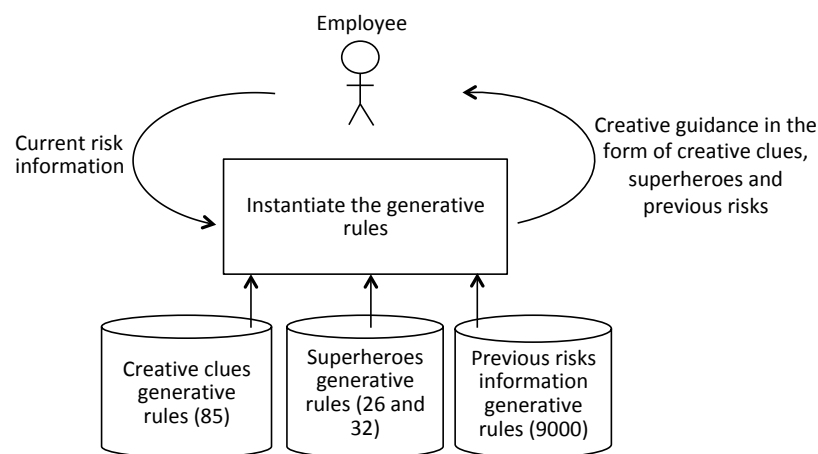 Employee
Current risk
information
Creative guidance in the
form of creative clues,
superheroes and
previous risks
Instantiate the generative
rules
Creative clues
generative
rules (85)
Superheroes
generative
rules (26 and
32)
Previous risks
information
generative
rules (9000)